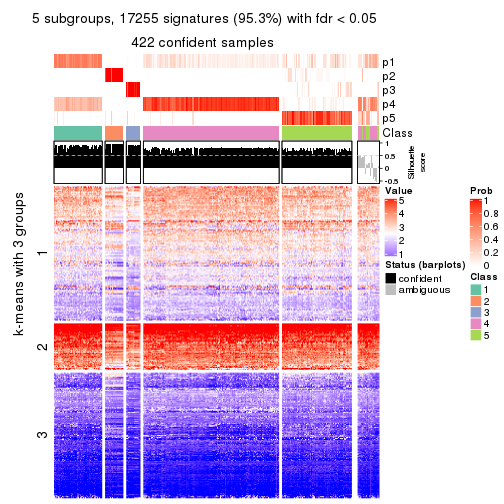 5 subgroups, 17255 signatures (95.3%) with fdr < 0.05
422 confident samples
p1
p2
p3
p4
p5
Class
1
0.5
0
-0.5
Silhouette
score
k-means with 3 groups
1
2
3
Value
5
4
3
2
1
Status (barplots)
confident
ambiguous
Prob
1
0.8
0.6
0.4
0.2
0
Class
1
2
3
4
5